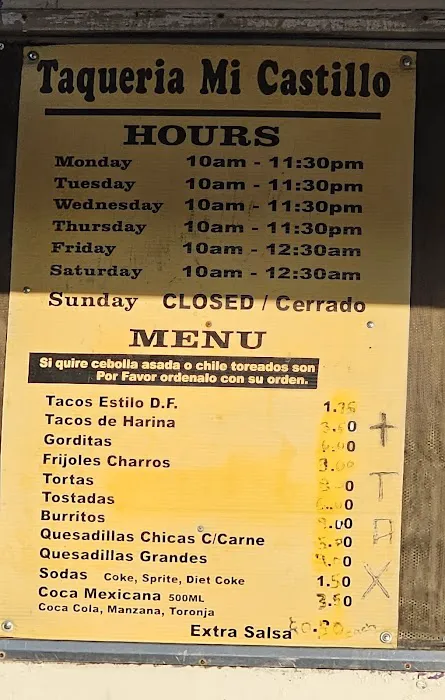 Taqueria Mi Castillo
HOURS
Monday 10am - 11:30pm
Tuesday 10am - 11:30pm
Wednesday 10am - 11:30pm
Thursday 10am - 11:30pm
Friday 10am - 12:30am
Saturday 10am - 12:30am
Sunday CLOSED / Cerrado
MENU
Si quire cebolla asada o chile toreados son
Por Favor ordenalo con su orden.
Tacos Estilo D.F.
Tacos de Harina
Gorditas
Frijoles Charros
Tortas
Tostadas
Burritos
Quesadillas Chicas C/Carne
Quesadillas Grandes
Sodas Coke, Sprite, Diet Coke 1.50
Coca Mexicana 500ML 3.50
Coca Cola, Manzana, Toronja
Extra Salsa